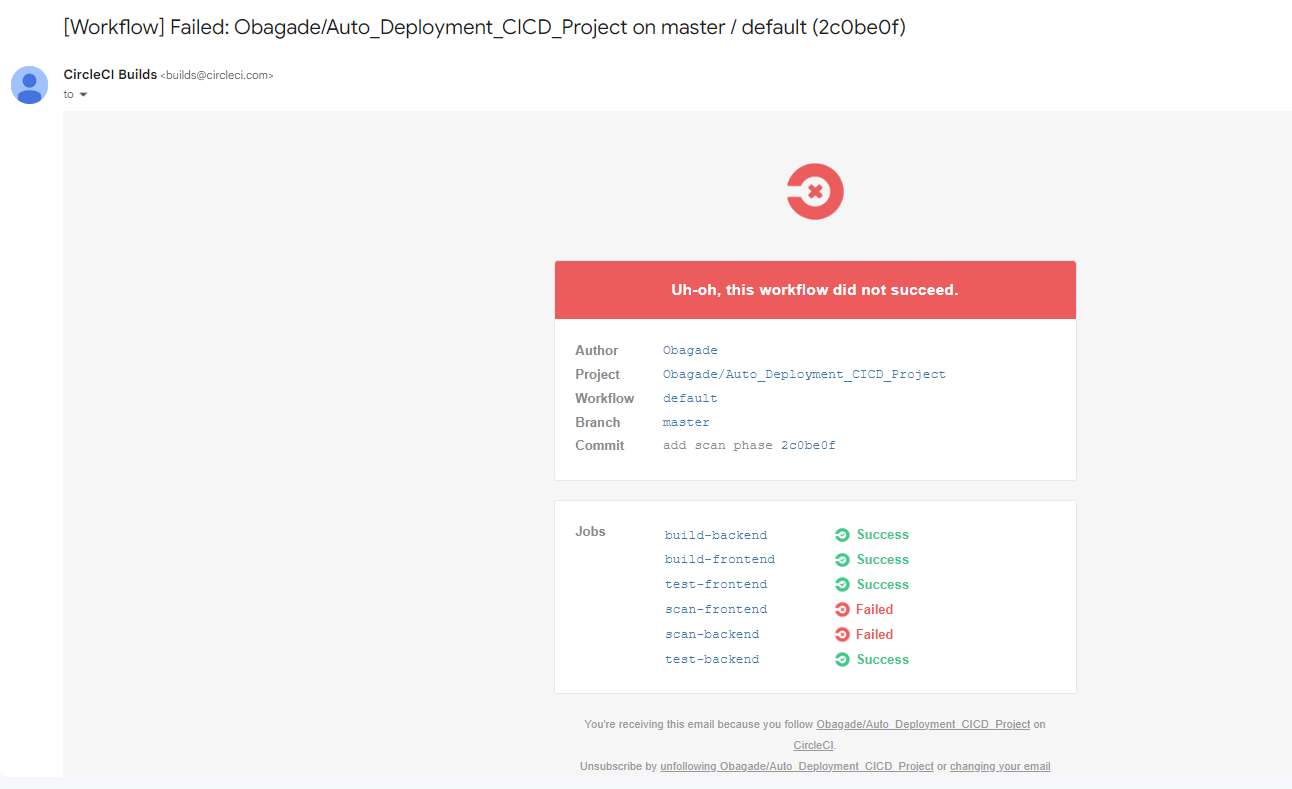 [Workflow] Failed: Obagade/Auto_Deployment_CICD_Project on master / default (2c0be0f)
CircleCI Builds <builds@circleci.com>
to
Uh-oh, this workflow did not succeed.
Author Obagade
Project Obagade/Auto_Deployment_CICD_Project
Workflow default
Branch master
Commit add scan phase 2c0be0f
Jobs build-backend Success
build-frontend Success
test-frontend Success
scan-frontend Failed
scan-backend Failed
test-backend Success
You're receiving this email because you follow Obagade/Auto_Deployment_CICD_Project on
CircleCI.
Unsubscribe by unfollowing Obagade/Auto_Deployment_CICD_Project or changing your email